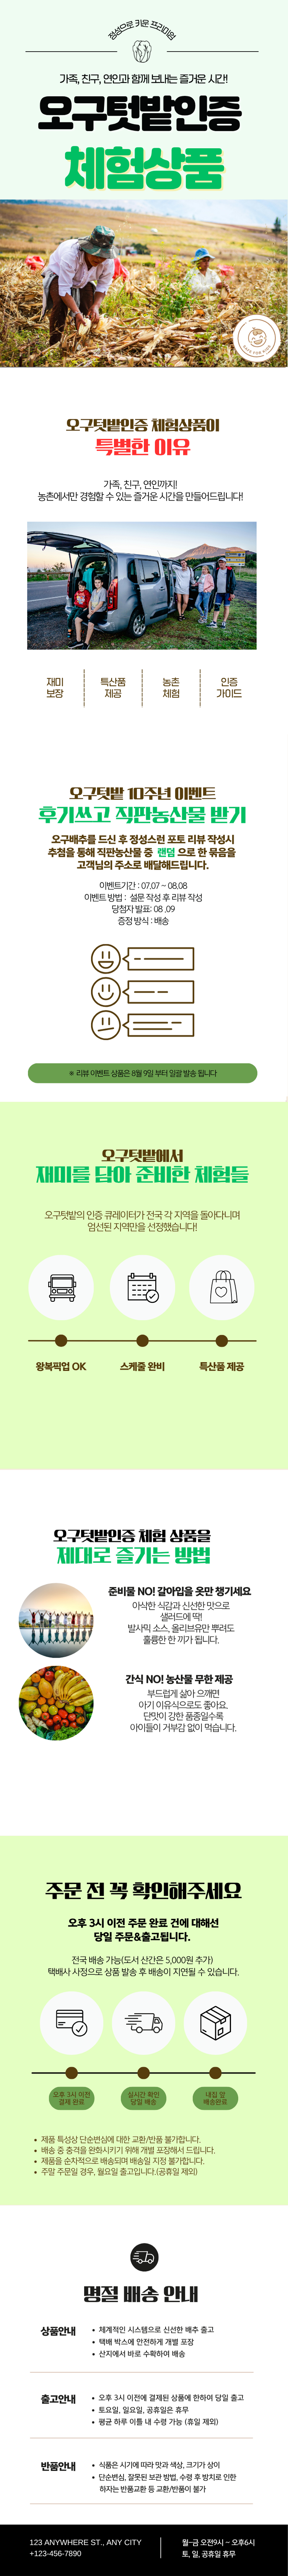 정성으로 키운 프리미엄
가족, 친구, 연인과 함께 보내는 즐거운 시간!
오구텃밭인증
체험상품
오구텃밭인증 체험상품이
특별한 이유
가족, 친구, 연인까지!
농촌에서만 경험할 수 있는 즐거운 시간을 만들어드립니다!
재미
보장
특산품
제공
농촌
체험
인증
가이드
오구텃밭 10주년 이벤트
후기쓰고 직판농산물 받기
오구배추를 드신 후 정성스런 포토 리뷰 작성시
추첨을 통해 직판농산물 중 랜덤 으로 한 묶음을
고객님의 주소로 배달해드립니다.
이벤트기간 : 07.07 ~ 08.08
이벤트 방법 : 설문 작성 후 리뷰 작성
당첨자 발표: 08 .09
증정 방식 : 배송
※ 리뷰 이벤트 상품은 8월 9일 부터 일괄 발송 됩니다
오구텃밭에서
재미를 담아 준비한 체험들
오구텃밭의 인증 큐레이터가 전국 각 지역을 돌아다니며
엄선된 지역만을 선정했습니다!
왕복픽업 OK
스케줄 완비
특산품 제공
오구텃밭인증 체험 상품을
제대로 즐기는 방법
준비물 NO! 갈아입을 옷만 챙기세요
아삭한 식감과 신선한 맛으로
샐러드에 딱!
발사믹 소스, 올리브유만 뿌려도
훌륭한 한 끼가 됩니다.
간식 NO! 농산물 무한 제공
부드럽게 삶아 으깨면
아기 이유식으로도 좋아요.
단맛이 강한 품종일수록
아이들이 거부감 없이 먹습니다.
주문 전 꼭 확인해주세요
오후 3시 이전 주문 완료 건에 대해선
당일 주문&출고됩니다.
전국 배송 가능(도서 산간은 5,000원 추가)
택배사 사정으로 상품 발송 후 배송이 지연될 수 있습니다.
오후 3시 이전
결제 완료
실시간 확인
당일 배송
내집 앞
배송완료
• 제품 특성상 단순변심에 대한 교환/반품 불가합니다.
• 배송 중 충격을 완화시키기 위해 개별 포장해서 드립니다.
• 제품을 순차적으로 배송되며 배송일 지정 불가합니다.
• 주말 주문일 경우, 월요일 출고입니다.(공휴일 제외)
명절 배송 안내
상품안내
• 체계적인 시스템으로 신선한 배추 출고
• 택배 박스에 안전하게 개별 포장
• 산지에서 바로 수확하여 배송
출고안내
• 오후 3시 이전에 결제된 상품에 한하여 당일 출고
• 토요일, 일요일, 공휴일은 휴무
• 평균 하루 이틀 내 수령 가능 (휴일 제외)
반품안내
• 식품은 시기에 따라 맛과 색상, 크기가 상이
• 단순변심, 잘못된 보관 방법, 수령 후 방치로 인한
하자는 반품교환 등 교환/반품이 불가
123 ANYWHERE ST., ANY CITY
+123-456-7890
월~금 오전9시 ~ 오후6시
토, 일, 공휴일 휴무